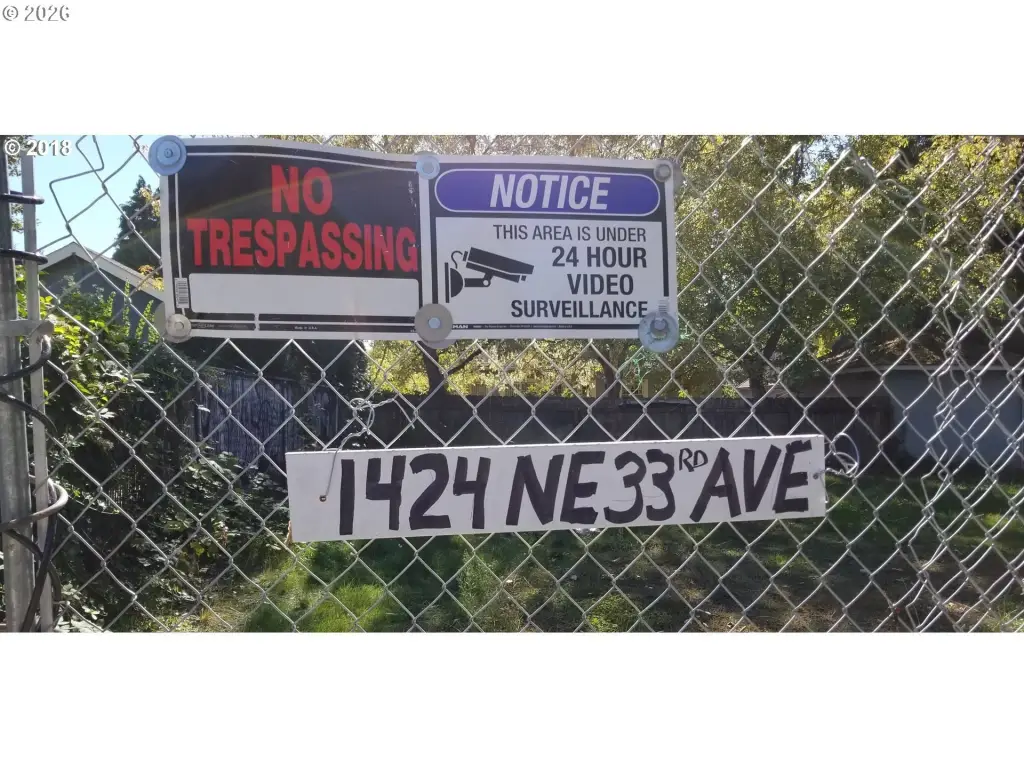 © 2026
© 2018
NO
TRESPASSING
NOTICE
THIS AREA IS UNDER
24 HOUR
VIDEO
SURVEILLANCE
1424 NE 33RD AVE